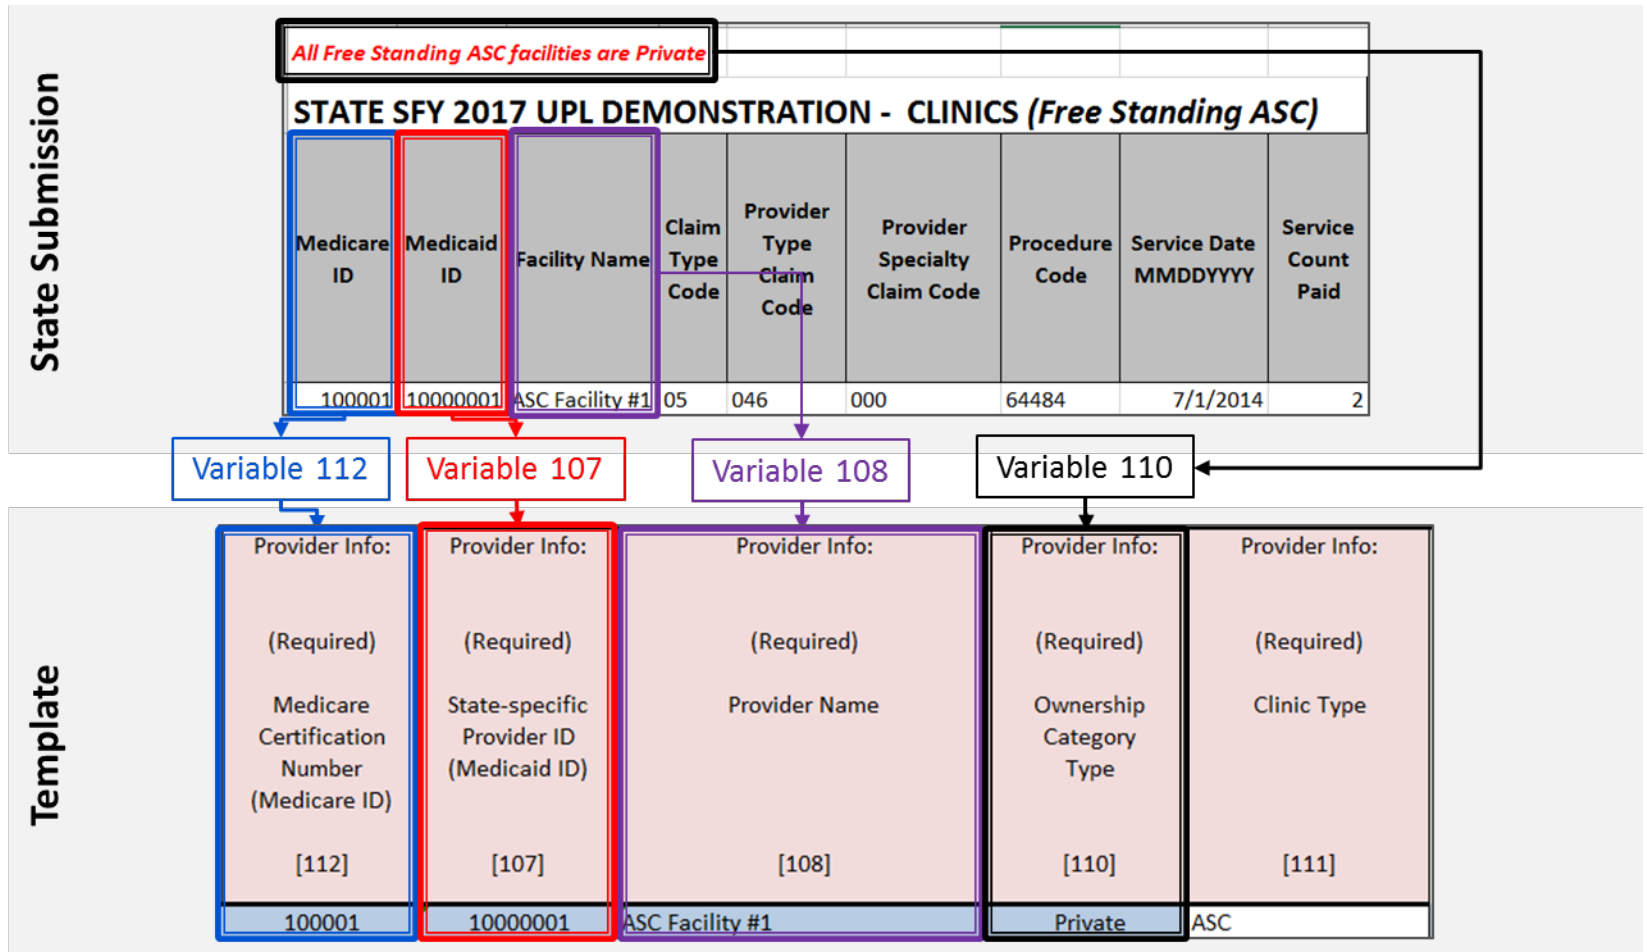 State Submission
All Free Standing ASC facilities are Private
STATE SFY 2017 UPL DEMONSTRATION - CLINICS (Free Standing ASC)
Medicare
ID
Medicaid
ID
Facility Name
Claim
Type
Code
Provider
Type
Claim
Code
Provider
Specialty
Claim Code
Procedure
Code
Service Date
MMDDYYYY
Service
Count
Paid
100001 10000001 ASC Facility #1 05 046 000 64484 7/1/2014 2
Variable 112
Variable 107
Variable 108
Variable 110
Template
Provider Info:
(Required)
Medicare
Certification
Number
(Medicare ID)
[112]
Provider Info:
(Required)
State-specific
Provider ID
(Medicaid ID)
[107]
Provider Info:
(Required)
Provider Name
[108]
Provider Info:
(Required)
Ownership
Category
Type
[110]
Provider Info:
(Required)
Clinic Type
[111]
100001 10000001 ASC Facility #1 Private ASC